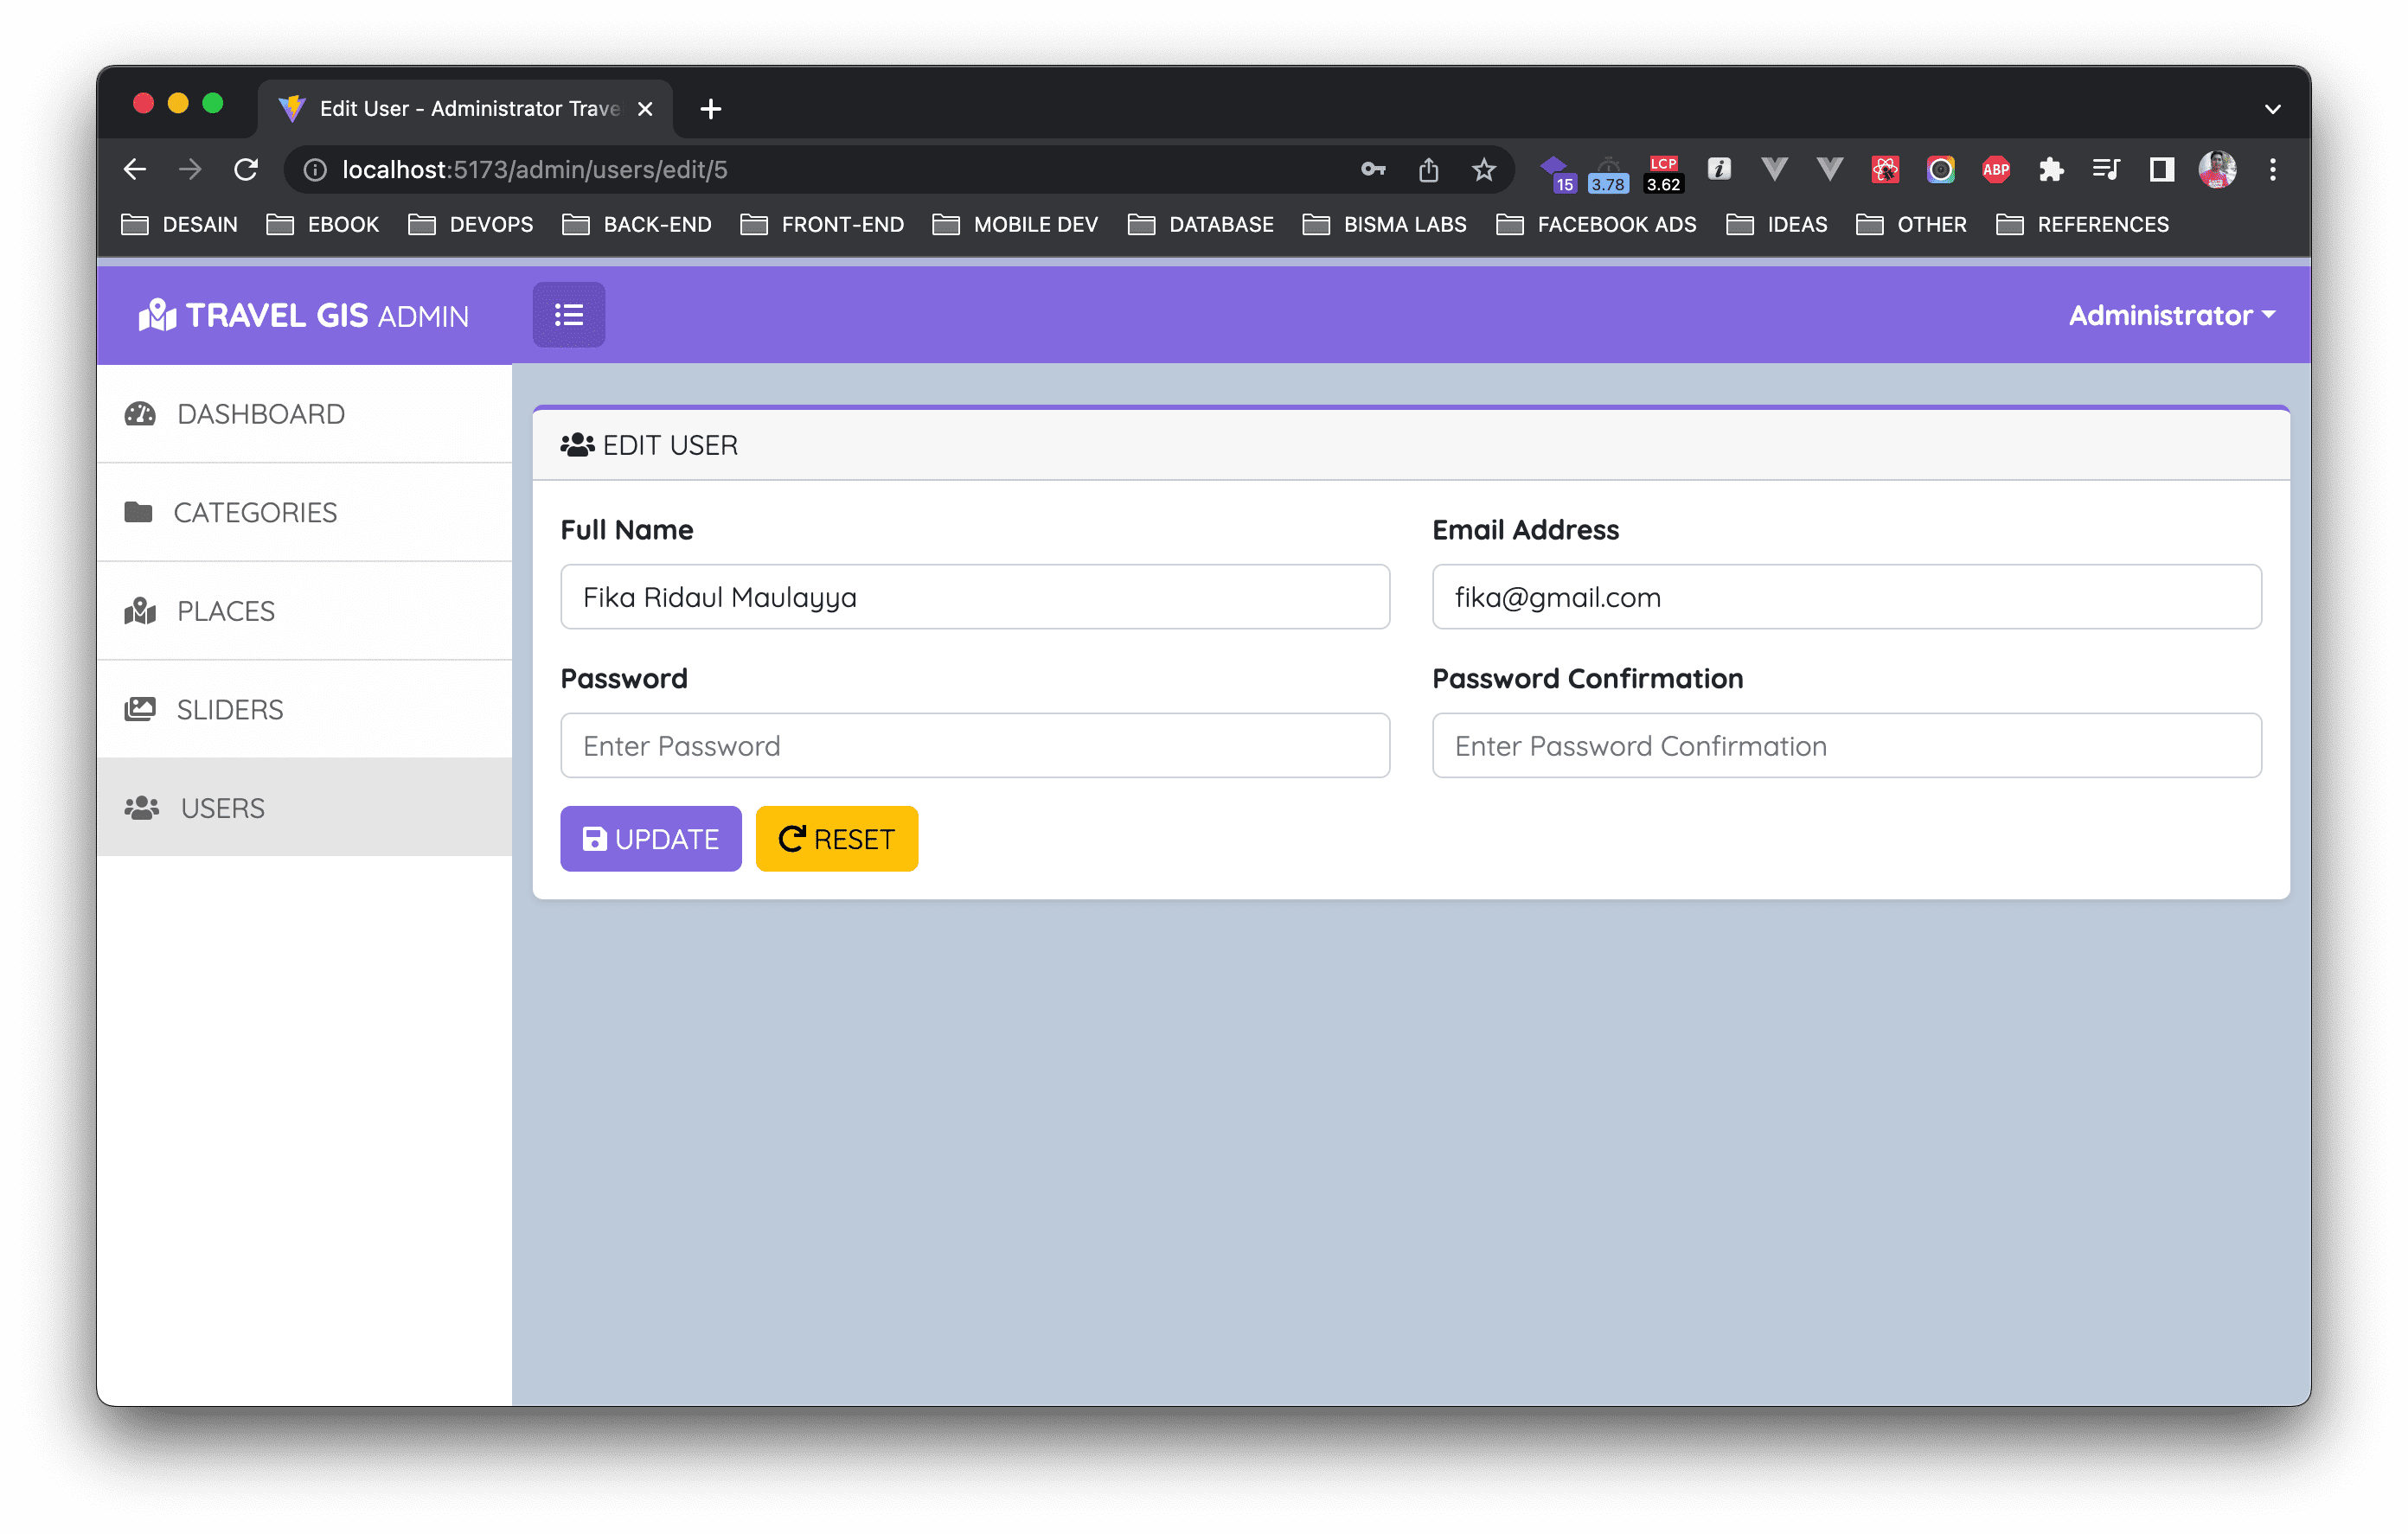 Edit User - Administrator Trave
localhost:5173/admin/users/edit/5
15
3.78
LCP
3.62
ABP
DESAIN EBOOK DEVOPS BACK-END FRONT-END MOBILE DEV DATABASE BISMA LABS FACEBOOK ADS IDEAS OTHER REFERENCES
TRAVEL GIS ADMIN
Administrator
DASHBOARD
CATEGORIES
PLACES
SLIDERS
USERS
EDIT USER
Full Name
Email Address
Fika Ridaul Maulayya
fika@gmail.com
Password
Password Confirmation
Enter Password
Enter Password Confirmation
UPDATE
RESET